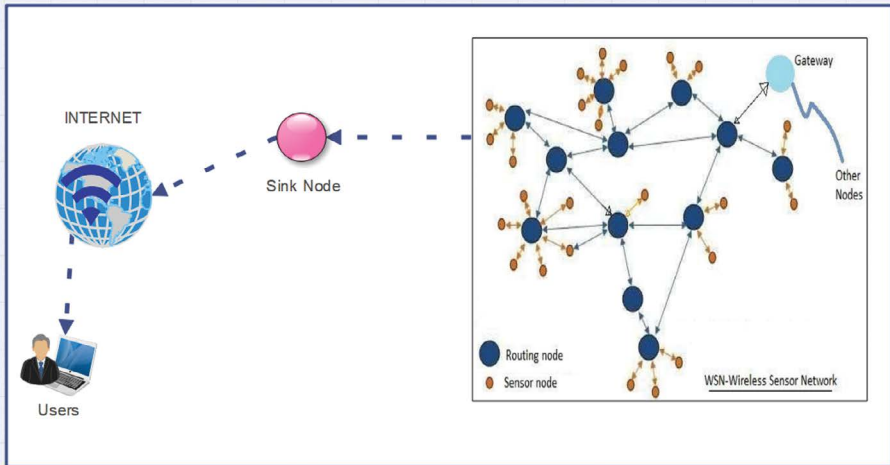 INTERNET
Sink Node
Users
Gateway
Other
Nodes
Routing node
Sensor node
WSN-Wireless Sensor Network